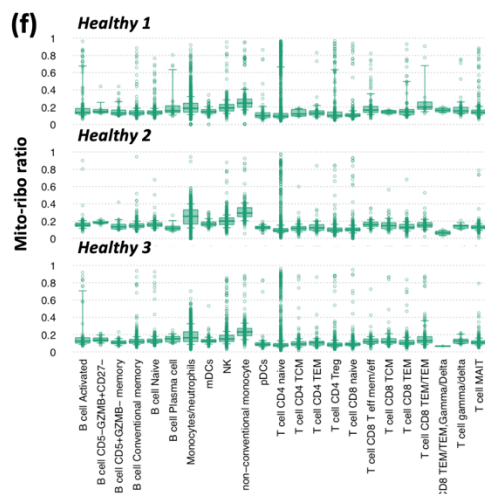 (f)
Healthy 1
1
0.8
0.6
0.4
0.2
0
Healthy 2
1
0.8
0.6
0.4
0.2
0
Healthy 3
1
0.8
0.6
0.4
0.2
0
Mito-ribo ratio
B cell Activated
B cell CD5-GZMB+CD27-
B cell CD5+GZMB- memory
B cell Conventional memory
B cell Naive
B cell Plasma cell
Monocytes/neutrophils
mDCs
NK
non-conventional monocyte
pDCs
T cell CD4 naive
T cell CD4 TCM
T cell CD4 TEM
T cell CD4 Treg
T cell CD8 naive
T cell CD8 T eff mem/eff
T cell CD8 TCM
T cell CD8 TEM
T cell CD8 TEM/TEM
CD8 TEM/TEM,Gamma/Delta
T cell gamma/delta
T cell MAIT